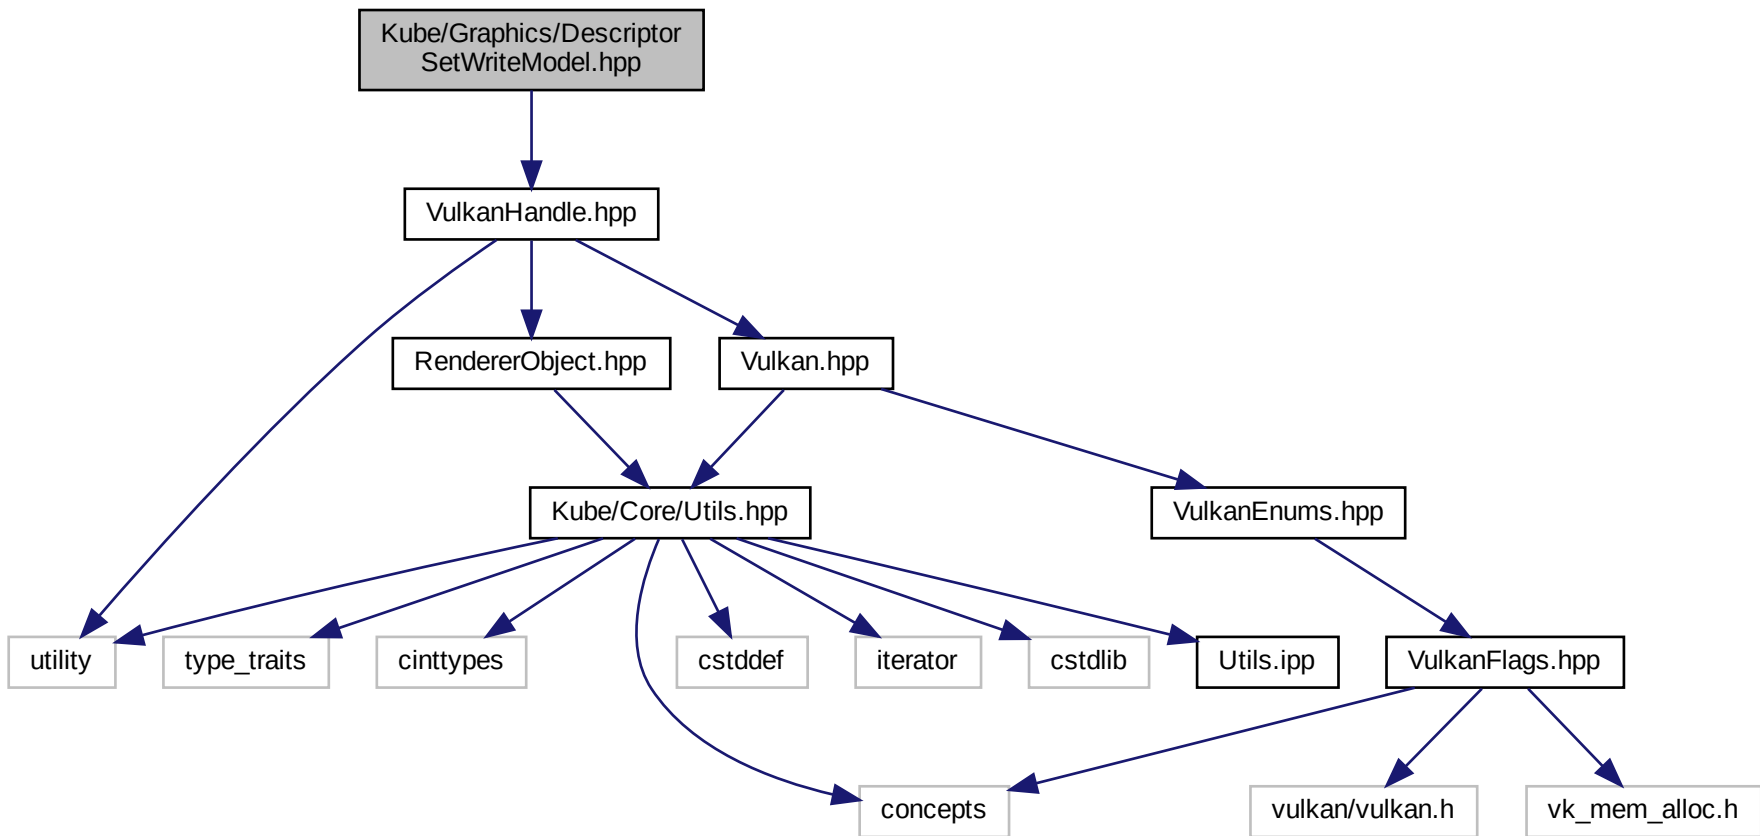 Kube/Graphics/Descriptor
SetWriteModel.hpp
VulkanHandle.hpp
RendererObject.hpp
Vulkan.hpp
Kube/Core/Utils.hpp
VulkanEnums.hpp
utility
type_traits
cinttypes
cstddef
iterator
cstdlib
Utils.ipp
VulkanFlags.hpp
concepts
vulkan/vulkan.h
vk_mem_alloc.h